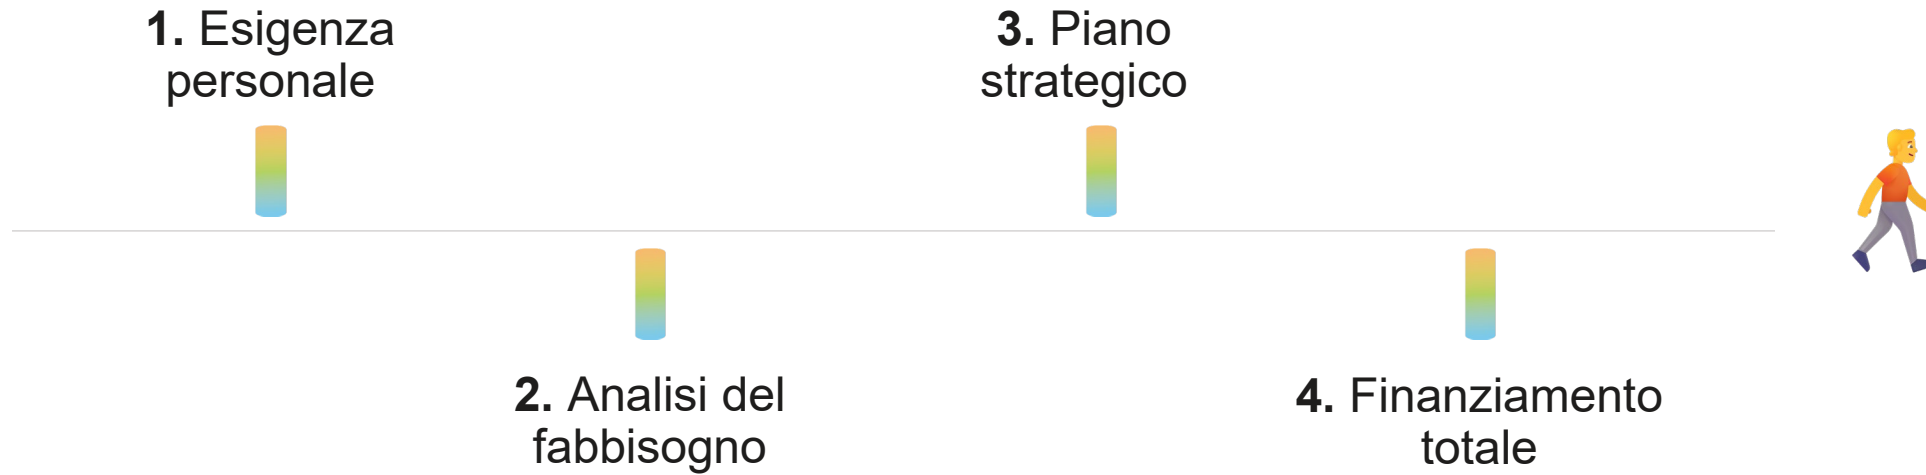 1. Esigenza
personale
2. Analisi del
fabbisogno
3. Piano
strategico
4. Finanziamento
totale